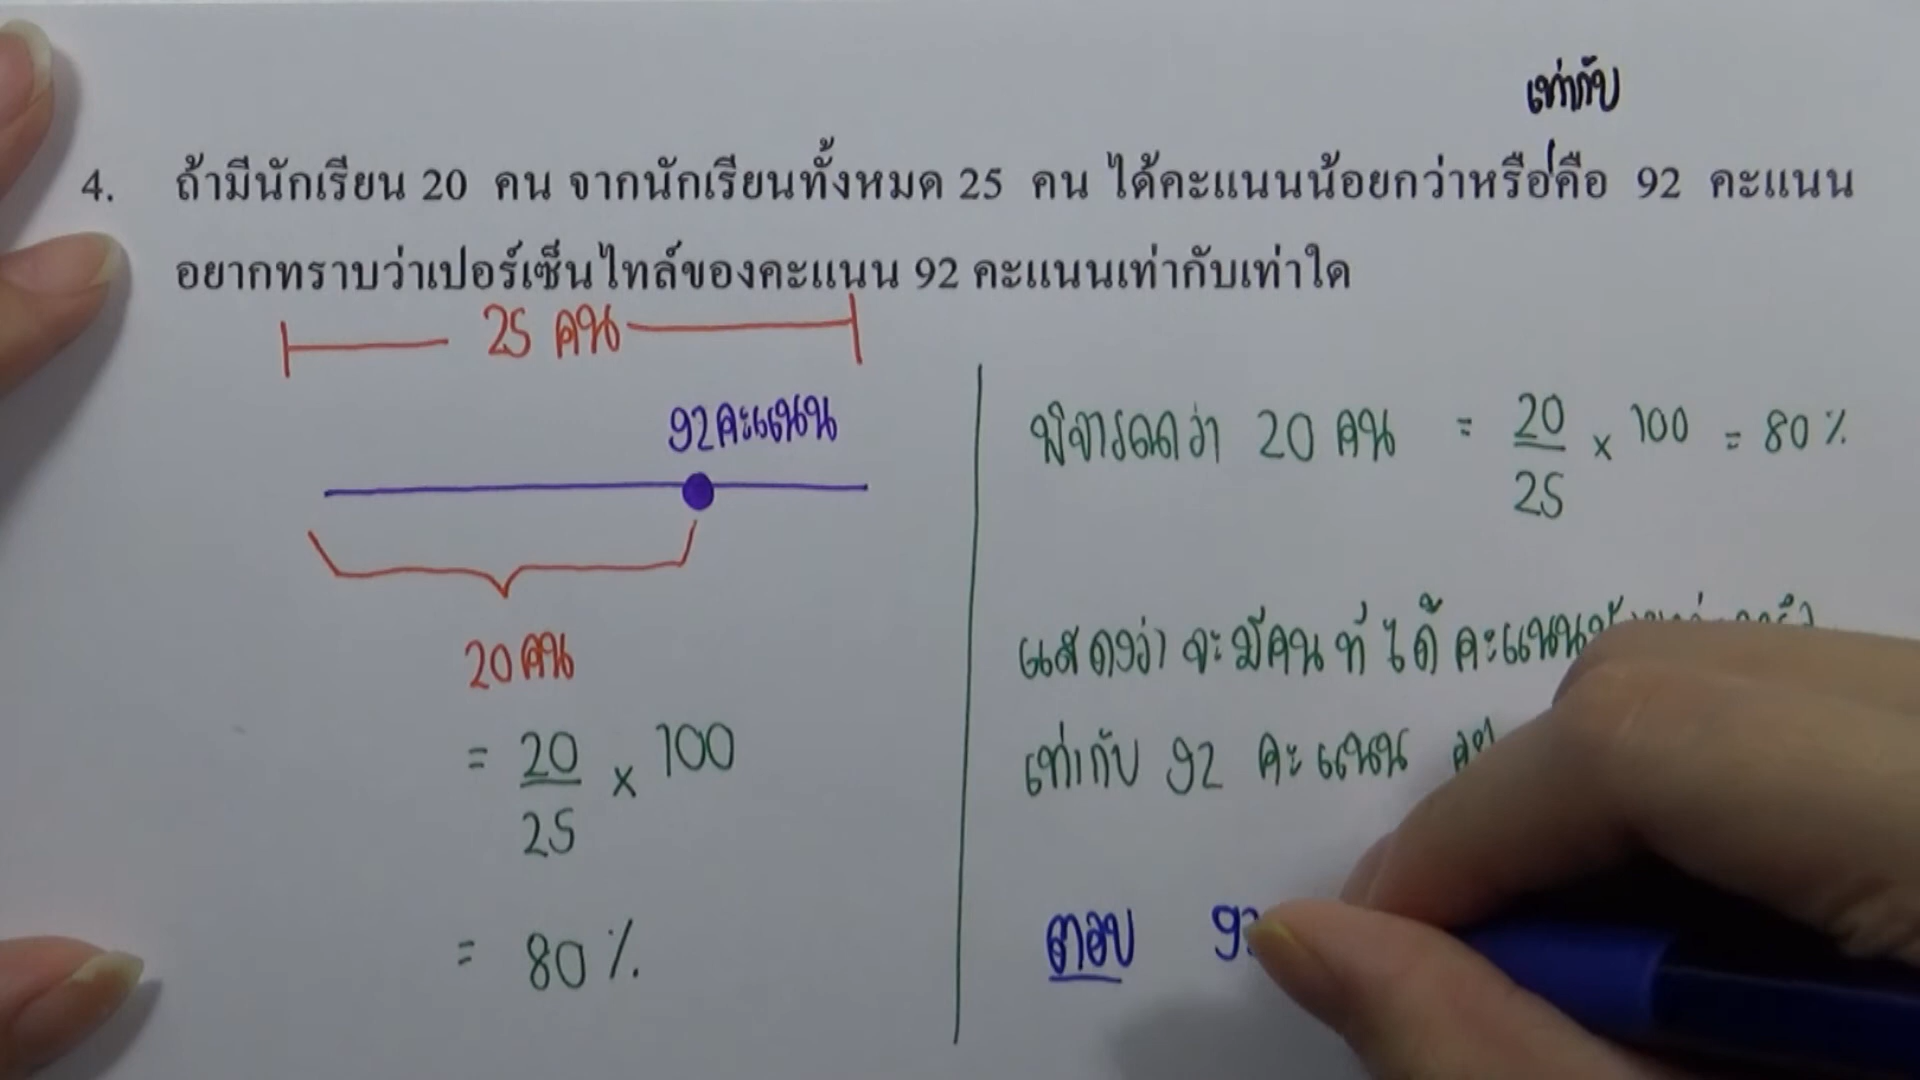 เท่ากับ
4. ถ้ามีนักเรียน 20 คน จากนักเรียนทั้งหมด 25 คน ได้คะแนนน้อยกว่าหรือคือ 92 คะแนน
อยากทราบว่าเปอร์เซ็นไทล์ของคะแนน 92 คะแนนเท่ากับเท่าใด
25 คน
92 คะแนน
20 คน
= 20/25 x 100
= 80 %
พิจารณาว่า 20 คน = 20/25 x 100 = 80 %
แสดงว่า จะมีคนที่ได้คะแนน
เท่ากับ 92 คะแนน
ตอบ